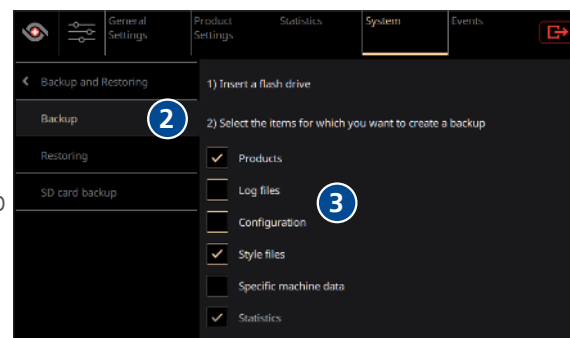 General Settings
Product Settings
Statistics
System
Events
Backup and Restoring
Backup
2
Restoring
SD card backup
1) Insert a flash drive
2) Select the items for which you want to create a backup
Products
Log files
3
Configuration
Style files
Specific machine data
Statistics